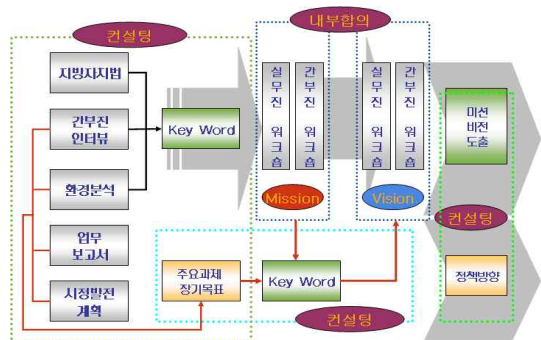 컨설팅
내부합의
지방자치법
간부진
인터뷰
환경분석
업무
보고서
시정발전
계획
Key Word
실무진 워크숍
간부진 워크숍
Mission
실무진 워크숍
간부진 워크숍
Vision
미션
비전
도출
컨설팅
주요과제
장기목표
Key Word
정책방향
컨설팅